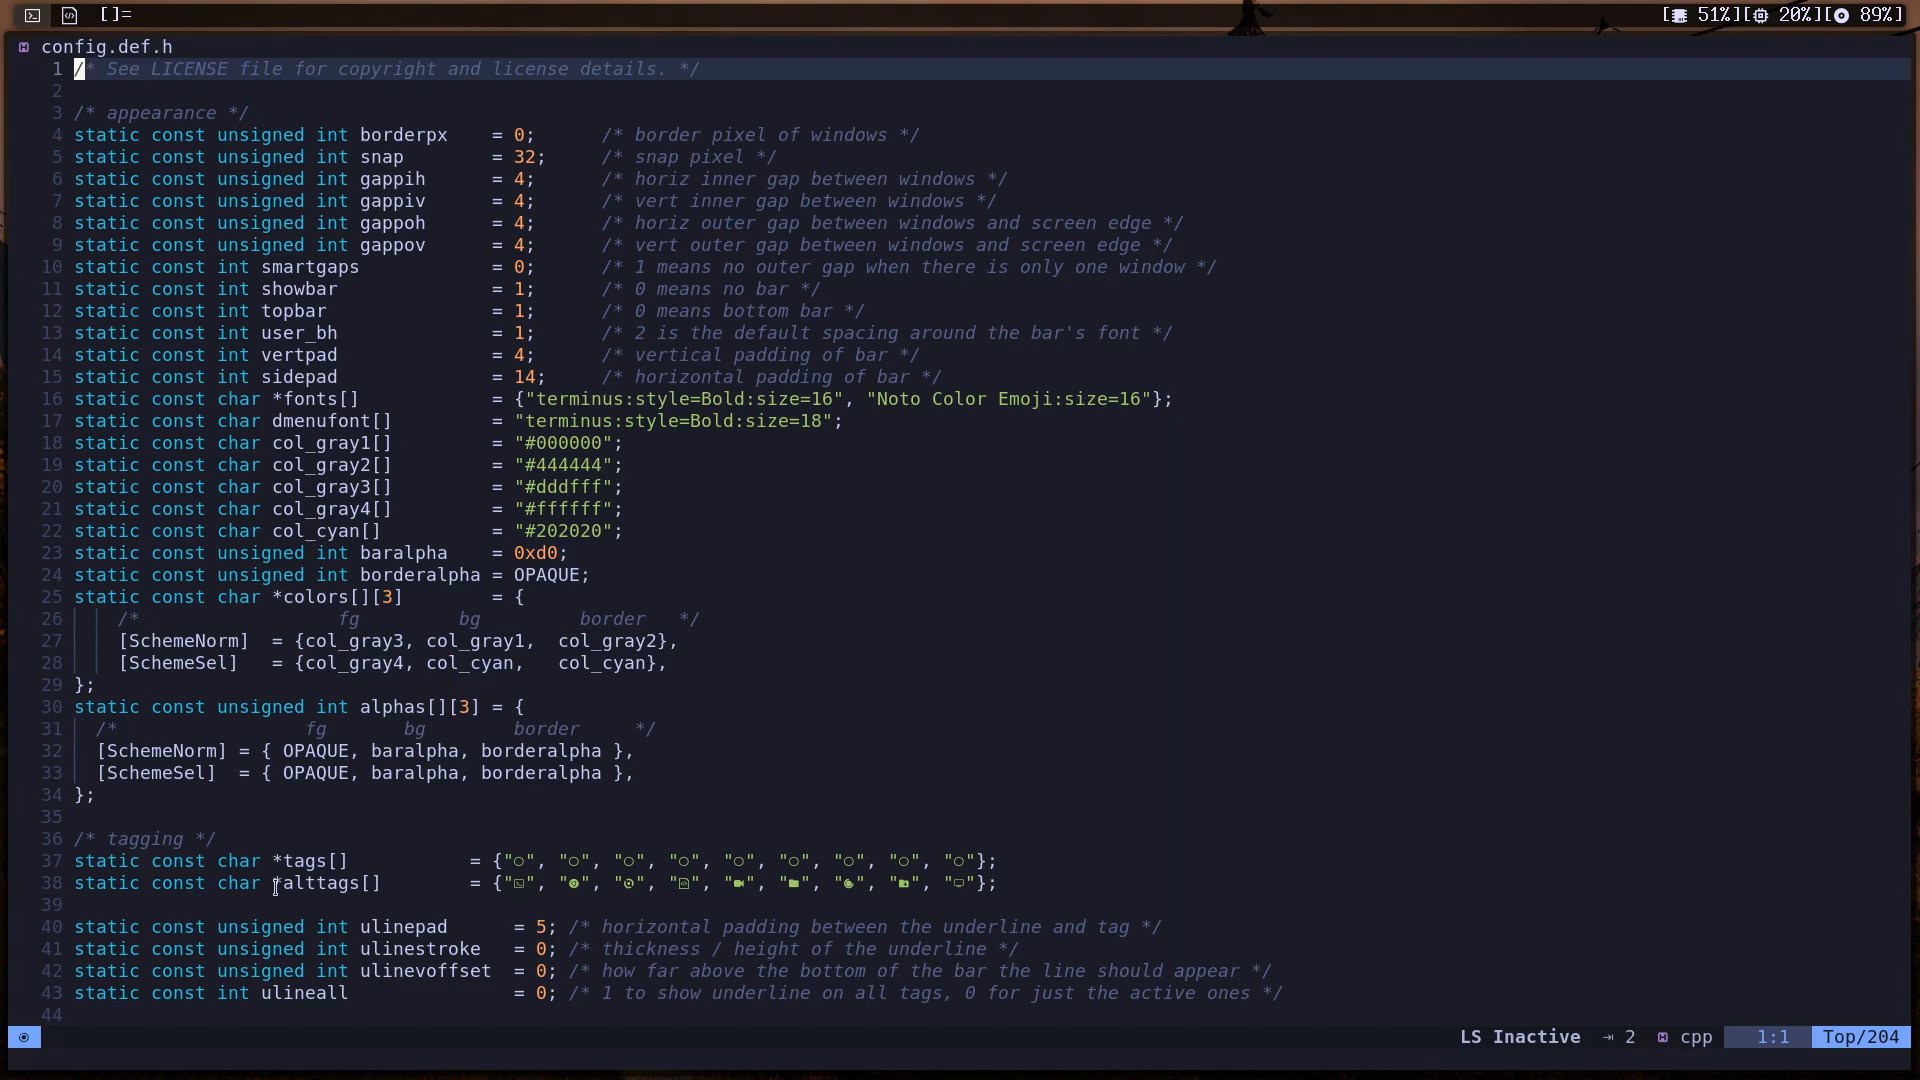 []= [ 51%][ 20%][ 89%]
config.def.h
1 /* See LICENSE file for copyright and license details. */
2
3 /* appearance */
4 static const unsigned int borderpx    = 0;      /* border pixel of windows */
5 static const unsigned int snap        = 32;     /* snap pixel */
6 static const unsigned int gappih      = 4;      /* horiz inner gap between windows */
7 static const unsigned int gappiv      = 4;      /* vert inner gap between windows */
8 static const unsigned int gappoh      = 4;      /* horiz outer gap between windows and screen edge */
9 static const unsigned int gappov      = 4;      /* vert outer gap between windows and screen edge */
10 static const int smartgaps            = 0;      /* 1 means no outer gap when there is only one window */
11 static const int showbar              = 1;      /* 0 means no bar */
12 static const int topbar               = 1;      /* 0 means bottom bar */
13 static const int user_bh              = 1;      /* 2 is the default spacing around the bar's font */
14 static const int vertpad              = 4;      /* vertical padding of bar */
15 static const int sidepad              = 14;     /* horizontal padding of bar */
16 static const char *fonts[]            = {"terminus:style=Bold:size=16", "Noto Color Emoji:size=16"};
17 static const char dmenufont[]         = "terminus:style=Bold:size=18";
18 static const char col_gray1[]         = "#000000";
19 static const char col_gray2[]         = "#444444";
20 static const char col_gray3[]         = "#dddfff";
21 static const char col_gray4[]         = "#ffffff";
22 static const char col_cyan[]          = "#202020";
23 static const unsigned int baralpha    = 0xd0;
24 static const unsigned int borderalpha = OPAQUE;
25 static const char *colors[][3]        = {
26     /*                  fg         bg         border   */
27     [SchemeNorm]  = {col_gray3, col_gray1,  col_gray2},
28     [SchemeSel]   = {col_gray4, col_cyan,   col_cyan},
29 };
30 static const unsigned int alphas[][3] = {
31   /*                 fg       bg        border     */
32   [SchemeNorm] = { OPAQUE, baralpha, borderalpha },
33   [SchemeSel]  = { OPAQUE, baralpha, borderalpha },
34 };
35
36 /* tagging */
37 static const char *tags[]           = {"○", "○", "○", "○", "○", "○", "○", "○", "○"};
38 static const char *alttags[]        = {"", "", "", "", "", "", "", "", ""};
39
40 static const unsigned int ulinepad      = 5; /* horizontal padding between the underline and tag */
41 static const unsigned int ulinestroke   = 0; /* thickness / height of the underline */
42 static const unsigned int ulinevoffset  = 0; /* how far above the bottom of the bar the line should appear */
43 static const int ulineall               = 0; /* 1 to show underline on all tags, 0 for just the active ones */
44
LS Inactive ⇥ 2 cpp 1:1 Top/204